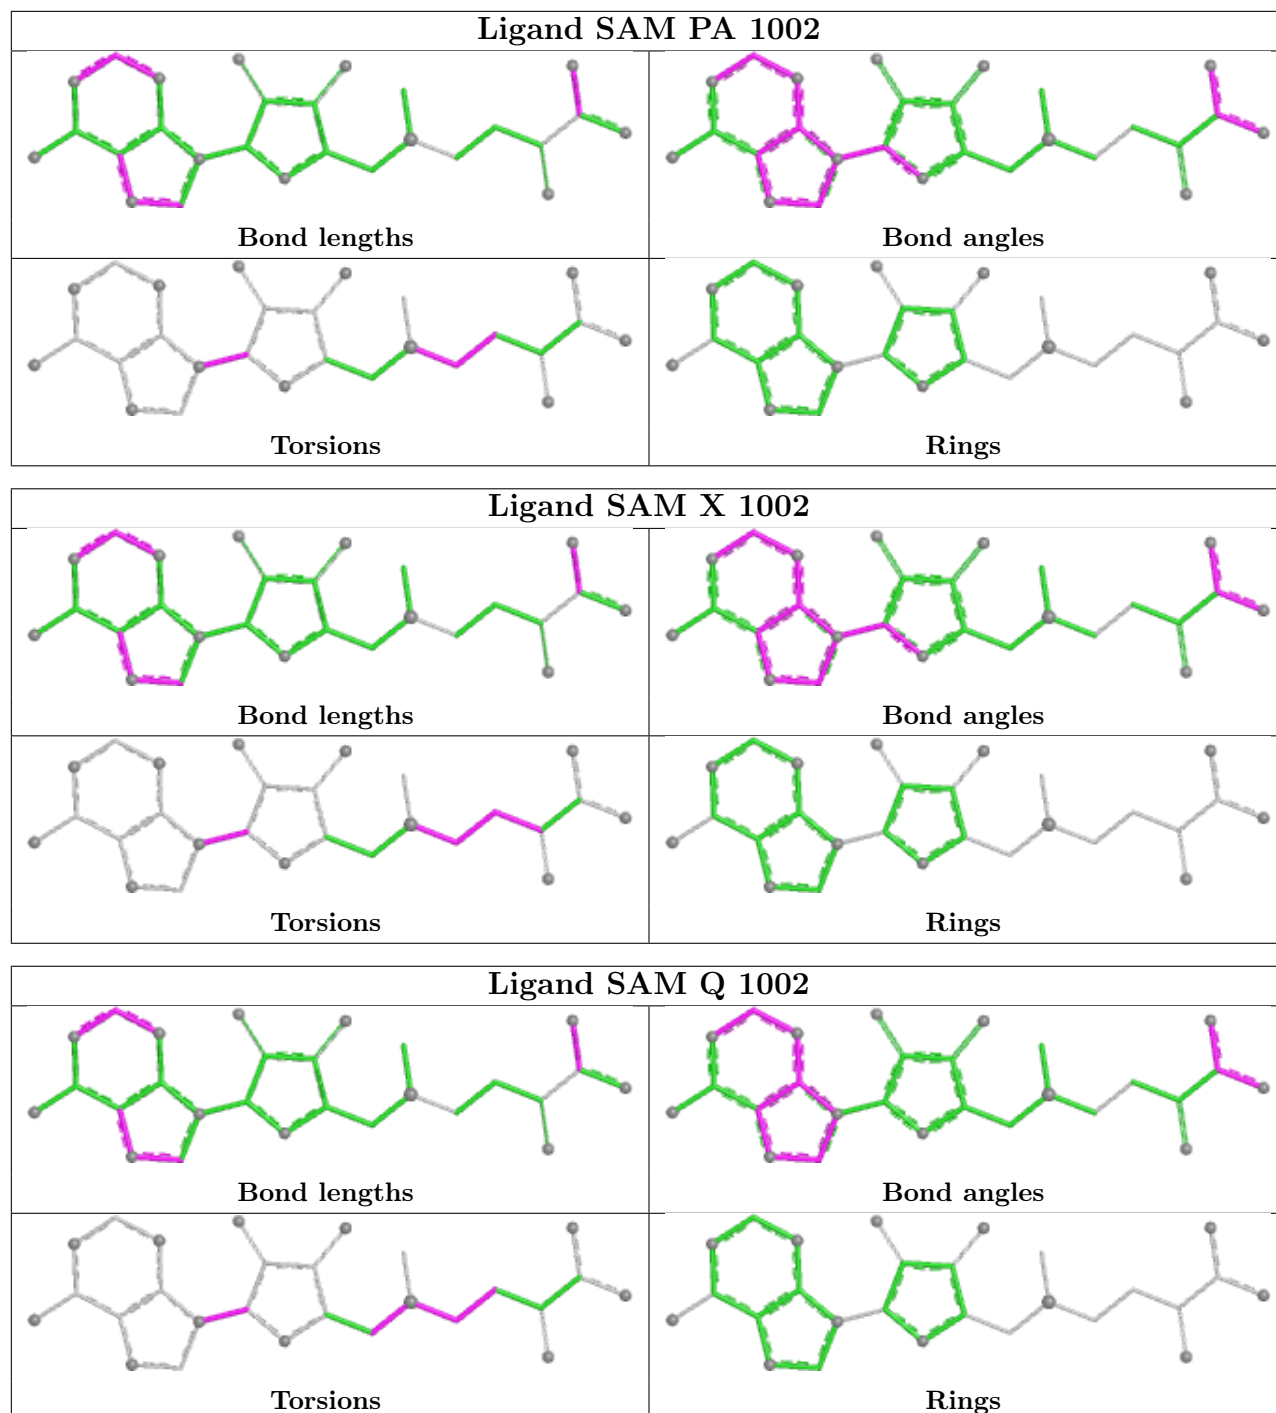 Ligand SAM PA 1002
Bond lengths
Bond angles
Torsions
Rings
Ligand SAM X 1002
Bond lengths
Bond angles
Torsions
Rings
Ligand SAM Q 1002
Bond lengths
Bond angles
Torsions
Rings